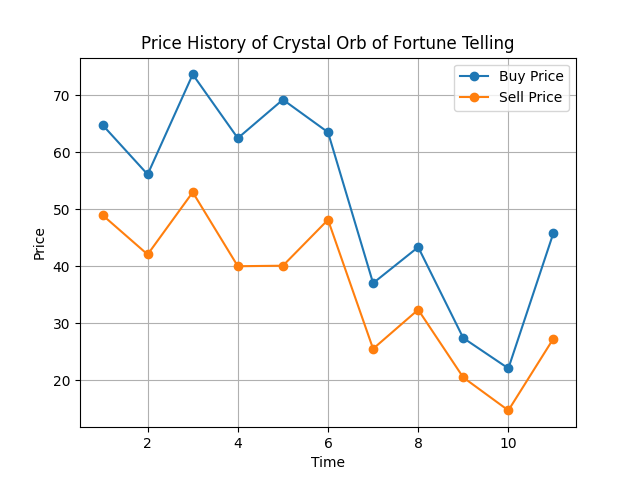 Price History of Crystal Orb of Fortune Telling
Buy Price
Sell Price
70
60
50
40
30
20
Price
2 4 6 8 10
Time